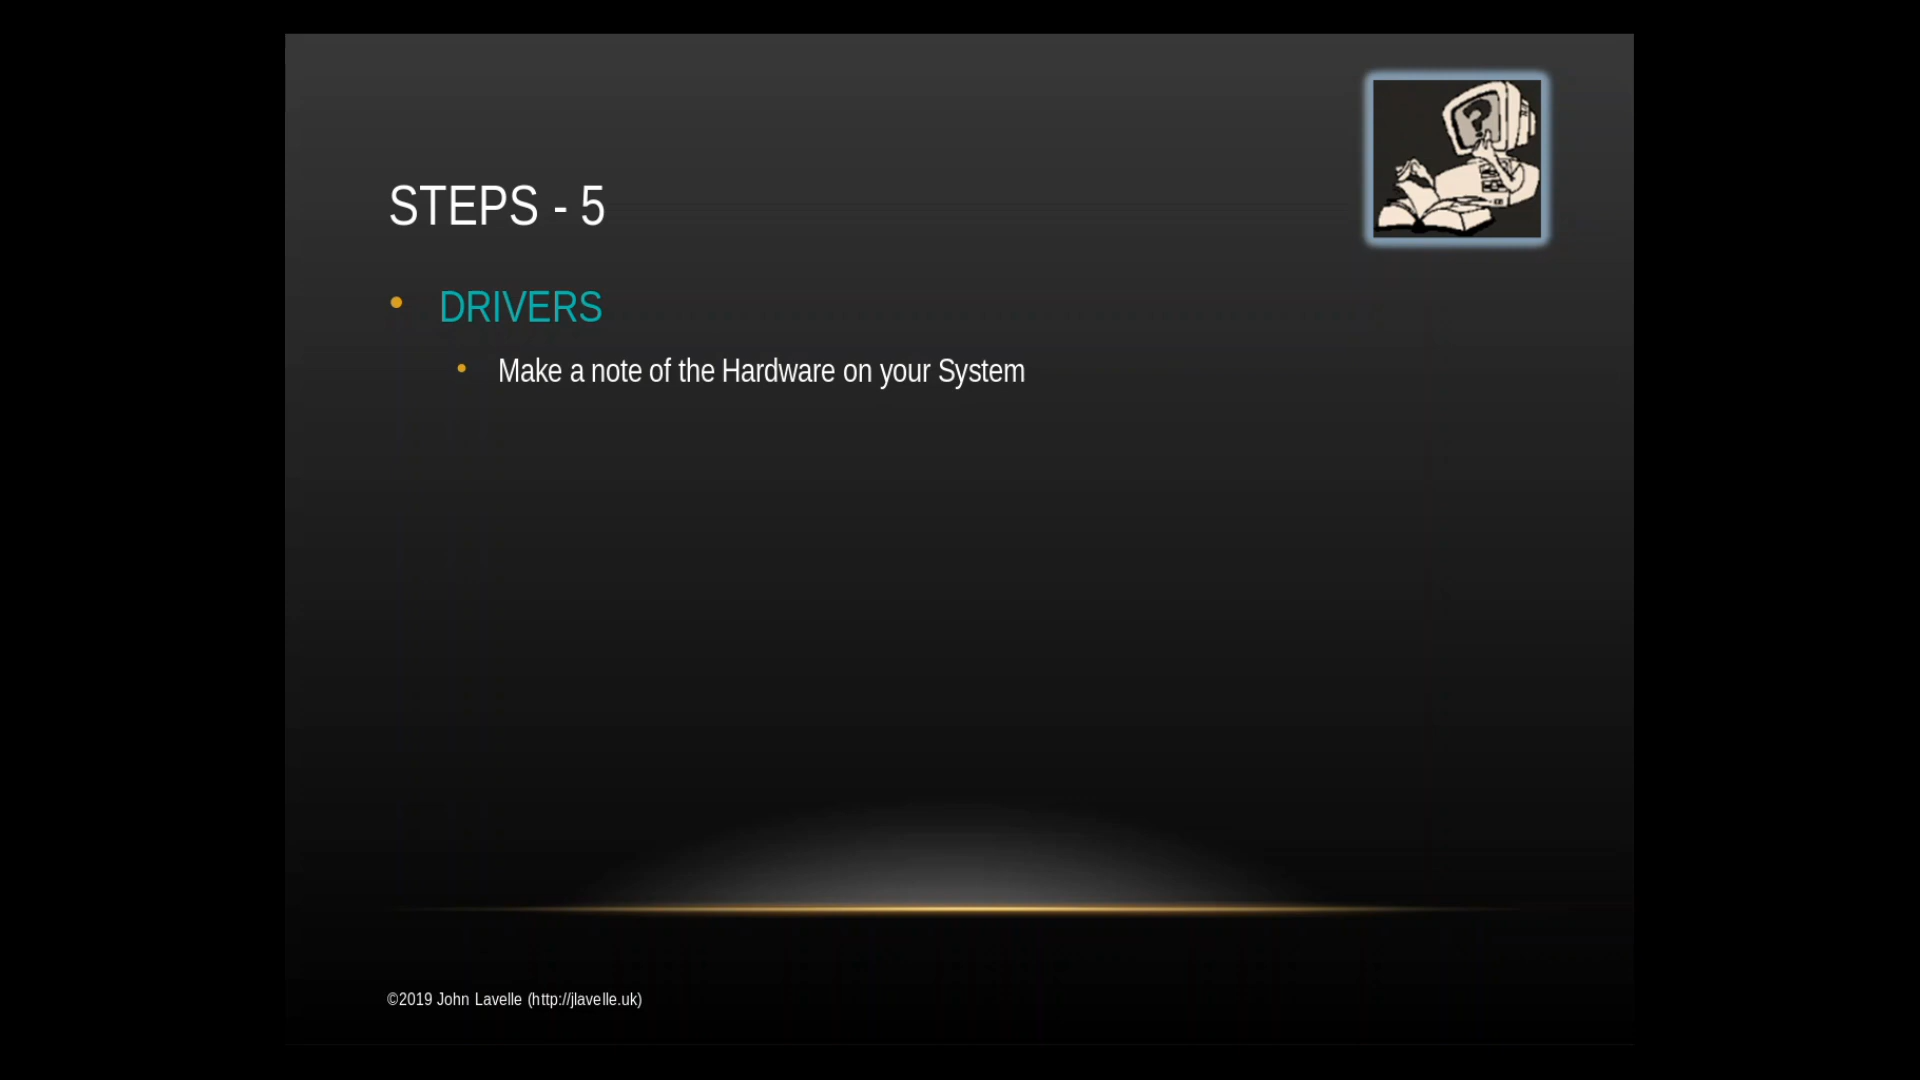 STEPS - 5
• DRIVERS
• Make a note of the Hardware on your System
?
©2019 John Lavelle (http://jlavelle.uk)